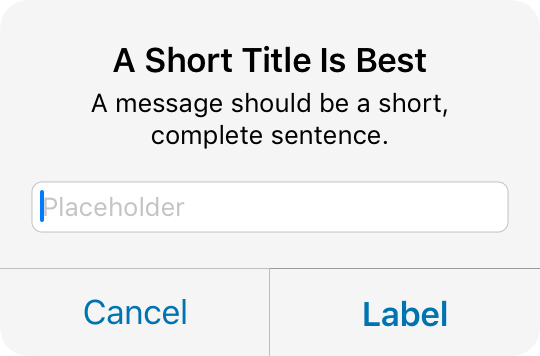 A Short Title Is Best
A message should be a short,
complete sentence.
Placeholder
Cancel
Label